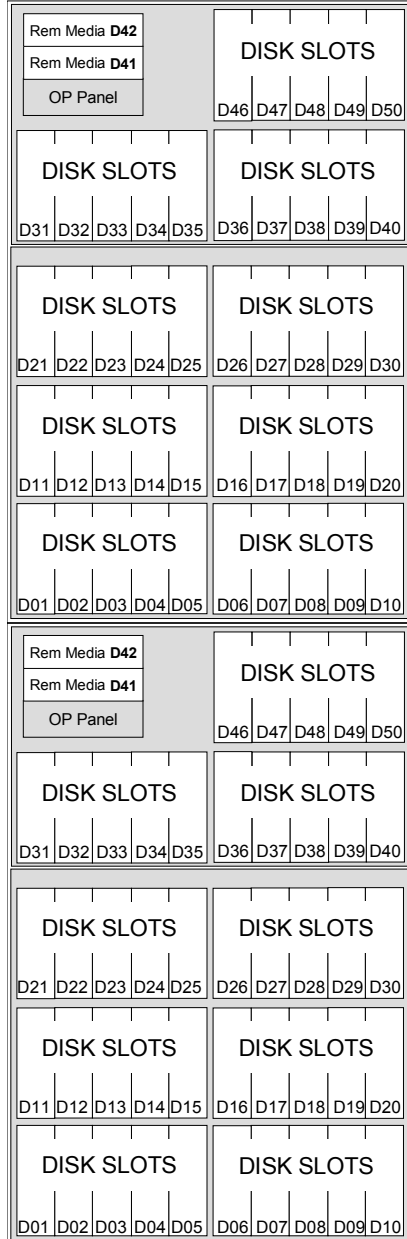 Rem Media D42
Rem Media D41
OP Panel
DISK SLOTS
D46 D47 D48 D49 D50
DISK SLOTS DISK SLOTS
D31 D32 D33 D34 D35 D36 D37 D38 D39 D40
DISK SLOTS DISK SLOTS
D21 D22 D23 D24 D25 D26 D27 D28 D29 D30
DISK SLOTS DISK SLOTS
D11 D12 D13 D14 D15 D16 D17 D18 D19 D20
DISK SLOTS DISK SLOTS
D01 D02 D03 D04 D05 D06 D07 D08 D09 D10
Rem Media D42
Rem Media D41
OP Panel
DISK SLOTS
D46 D47 D48 D49 D50
DISK SLOTS DISK SLOTS
D31 D32 D33 D34 D35 D36 D37 D38 D39 D40
DISK SLOTS DISK SLOTS
D21 D22 D23 D24 D25 D26 D27 D28 D29 D30
DISK SLOTS DISK SLOTS
D11 D12 D13 D14 D15 D16 D17 D18 D19 D20
DISK SLOTS DISK SLOTS
D01 D02 D03 D04 D05 D06 D07 D08 D09 D10